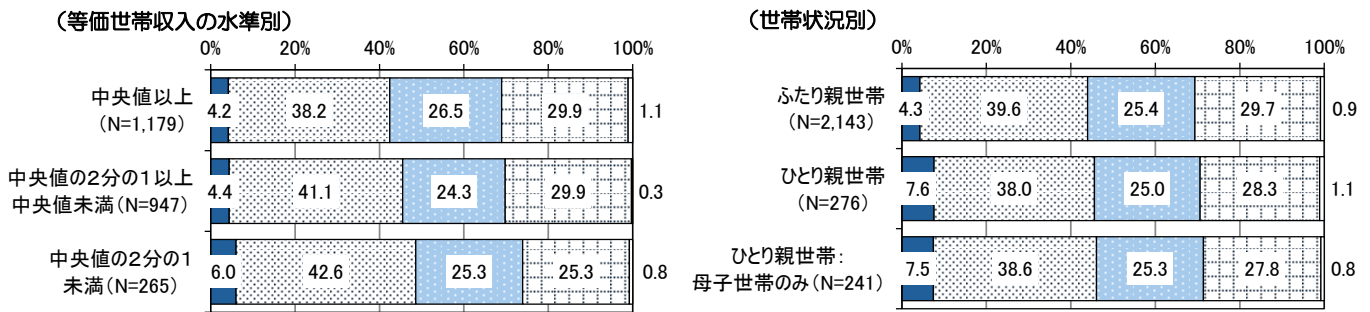 （等価世帯収入の水準別）
0% 20% 40% 60% 80% 100%
中央値以上
（N=1,179）
4.2 38.2 26.5 29.9 1.1
中央値の２分の１以上
中央値未満（N=947）
4.4 41.1 24.3 29.9 0.3
中央値の２分の１
未満（N=265）
6.0 42.6 25.3 25.3 0.8
（世帯状況別）
0% 20% 40% 60% 80% 100%
ふたり親世帯
（N=2,143）
4.3 39.6 25.4 29.7 0.9
ひとり親世帯
（N=276）
7.6 38.0 25.0 28.3 1.1
ひとり親世帯：
母子世帯のみ（N=241）
7.5 38.6 25.3 27.8 0.8